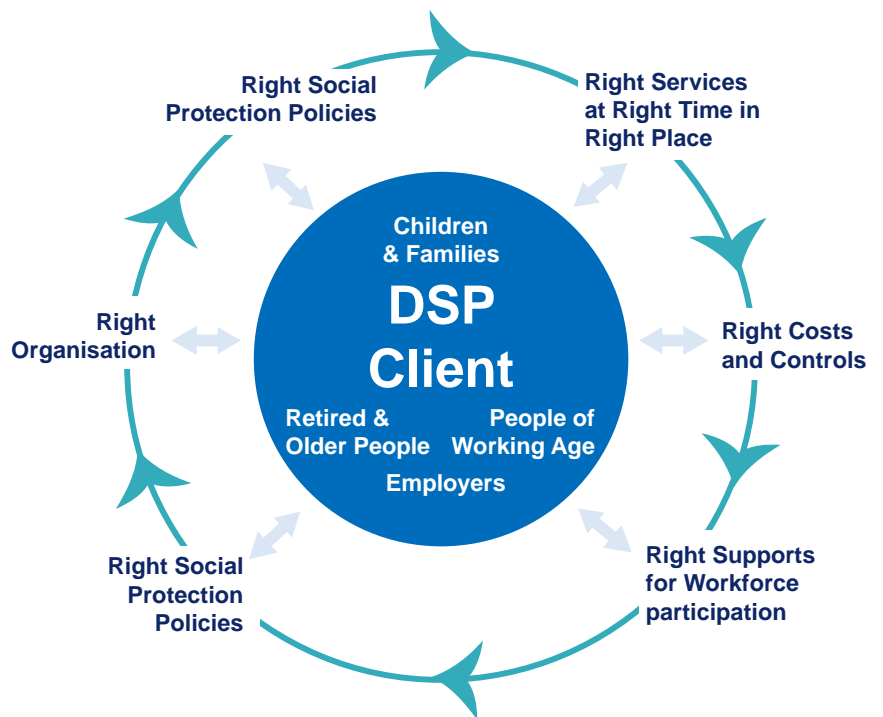 Right Social
Protection Policies
Right Services
at Right Time in
Right Place
Children
& Families
DSP
Client
Retired &
Older People
People of
Working Age
Employers
Right
Organisation
Right Costs
and Controls
Right Social
Protection
Policies
Right Supports
for Workforce
participation